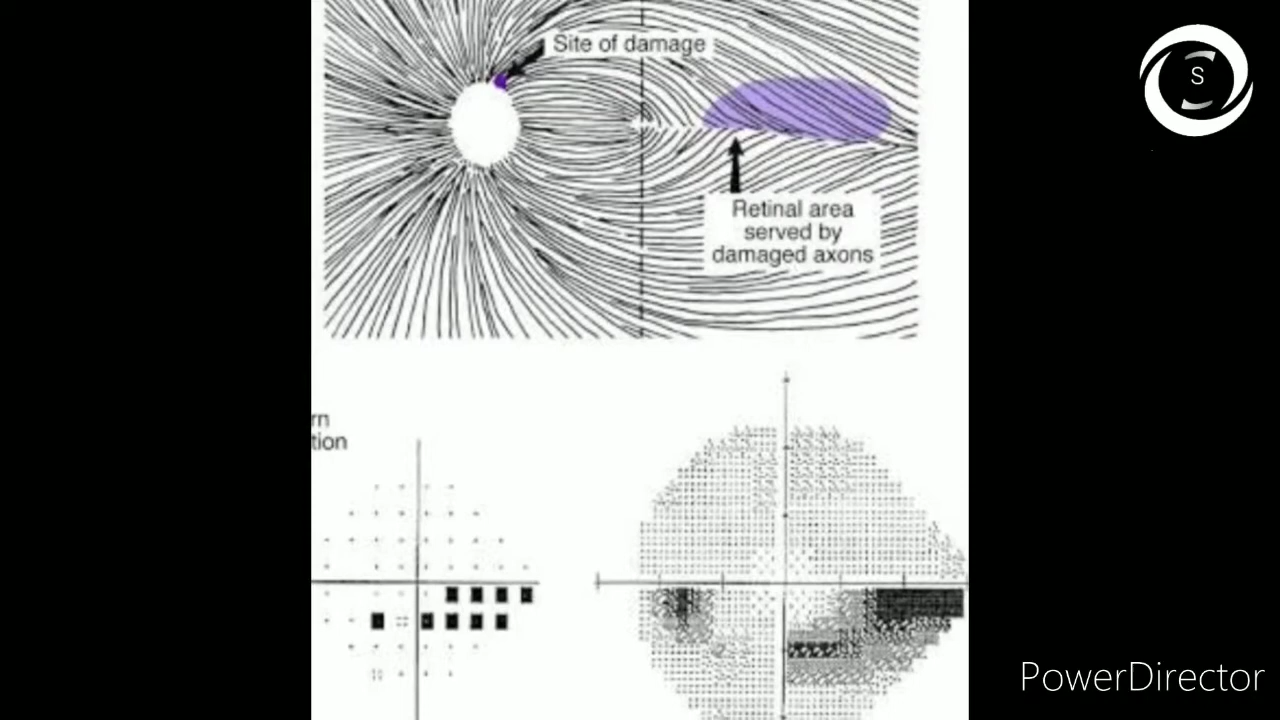 Site of damage
Retinal area
served by
damaged axons
rn
tion
S
PowerDirector